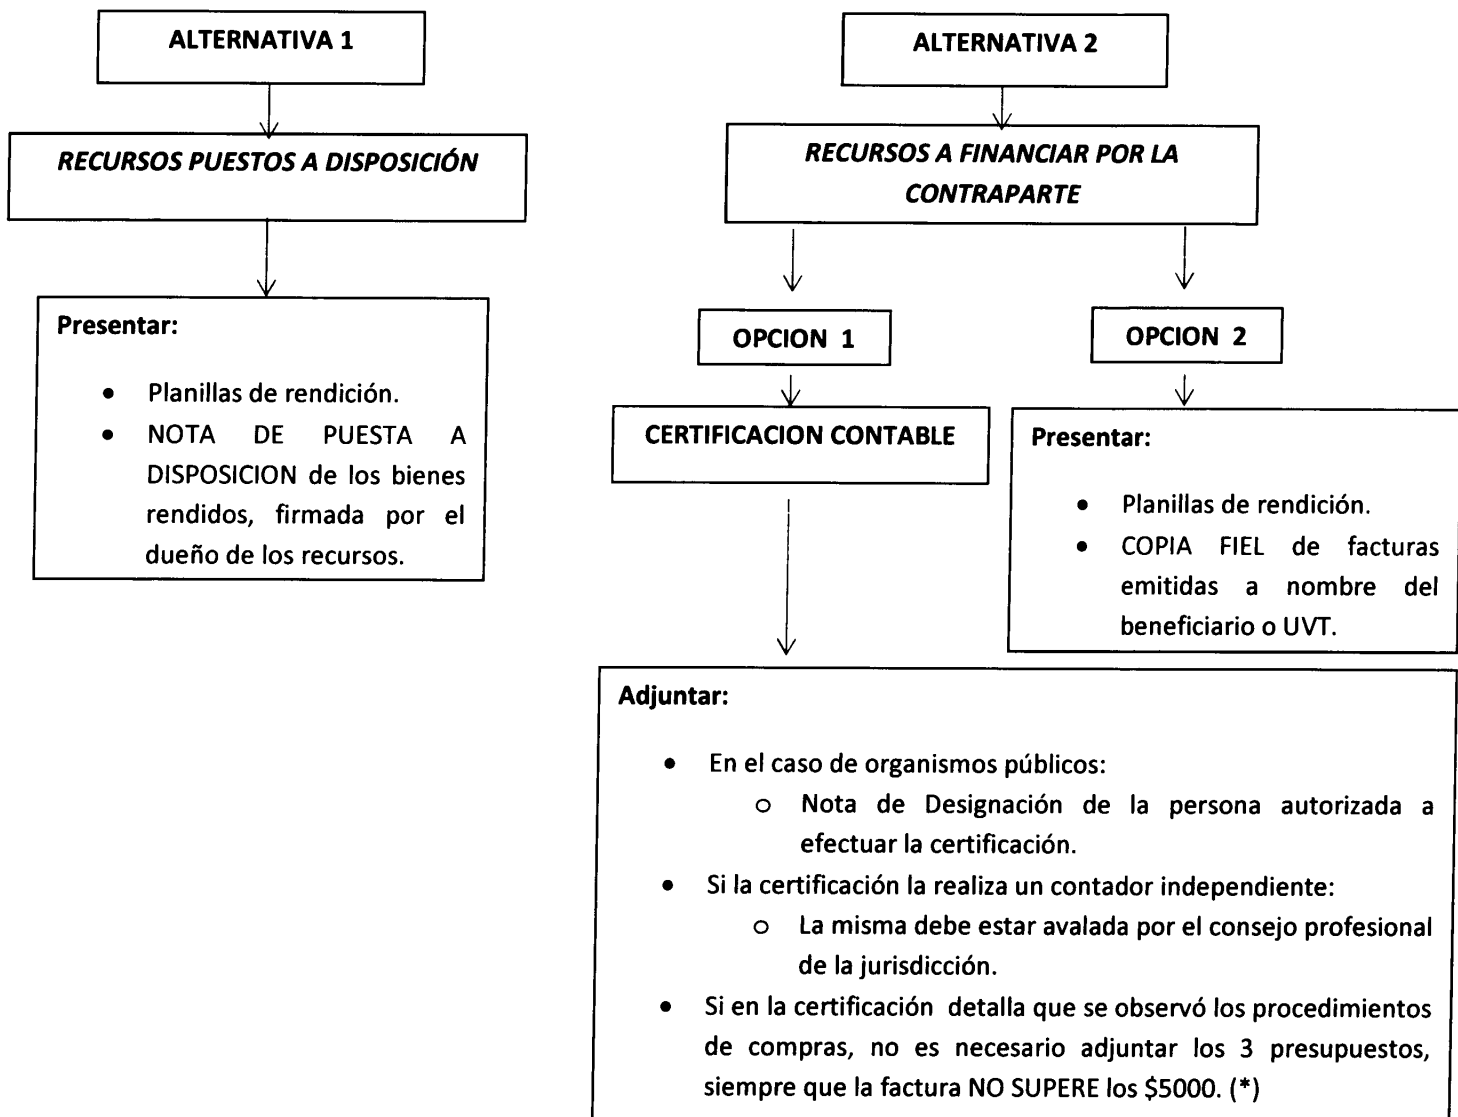 ALTERNATIVA 1
RECURSOS PUESTOS A DISPOSICIÓN
Presentar:
• Planillas de rendición.
• NOTA DE PUESTA A
DISPOSICION de los bienes
rendidos, firmada por el
dueño de los recursos.
ALTERNATIVA 2
RECURSOS A FINANCIAR POR LA
CONTRAPARTE
OPCION 1
CERTIFICACION CONTABLE
OPCION 2
Presentar:
• Planillas de rendición.
• COPIA FIEL de facturas
emitidas a nombre del
beneficiario o UVT.
Adjuntar:
• En el caso de organismos públicos:
o Nota de Designación de la persona autorizada a
efectuar la certificación.
• Si la certificación la realiza un contador independiente:
o La misma debe estar avalada por el consejo profesional
de la jurisdicción.
• Si en la certificación detalla que se observó los procedimientos
de compras, no es necesario adjuntar los 3 presupuestos,
siempre que la factura NO SUPERE los $5000. (*)